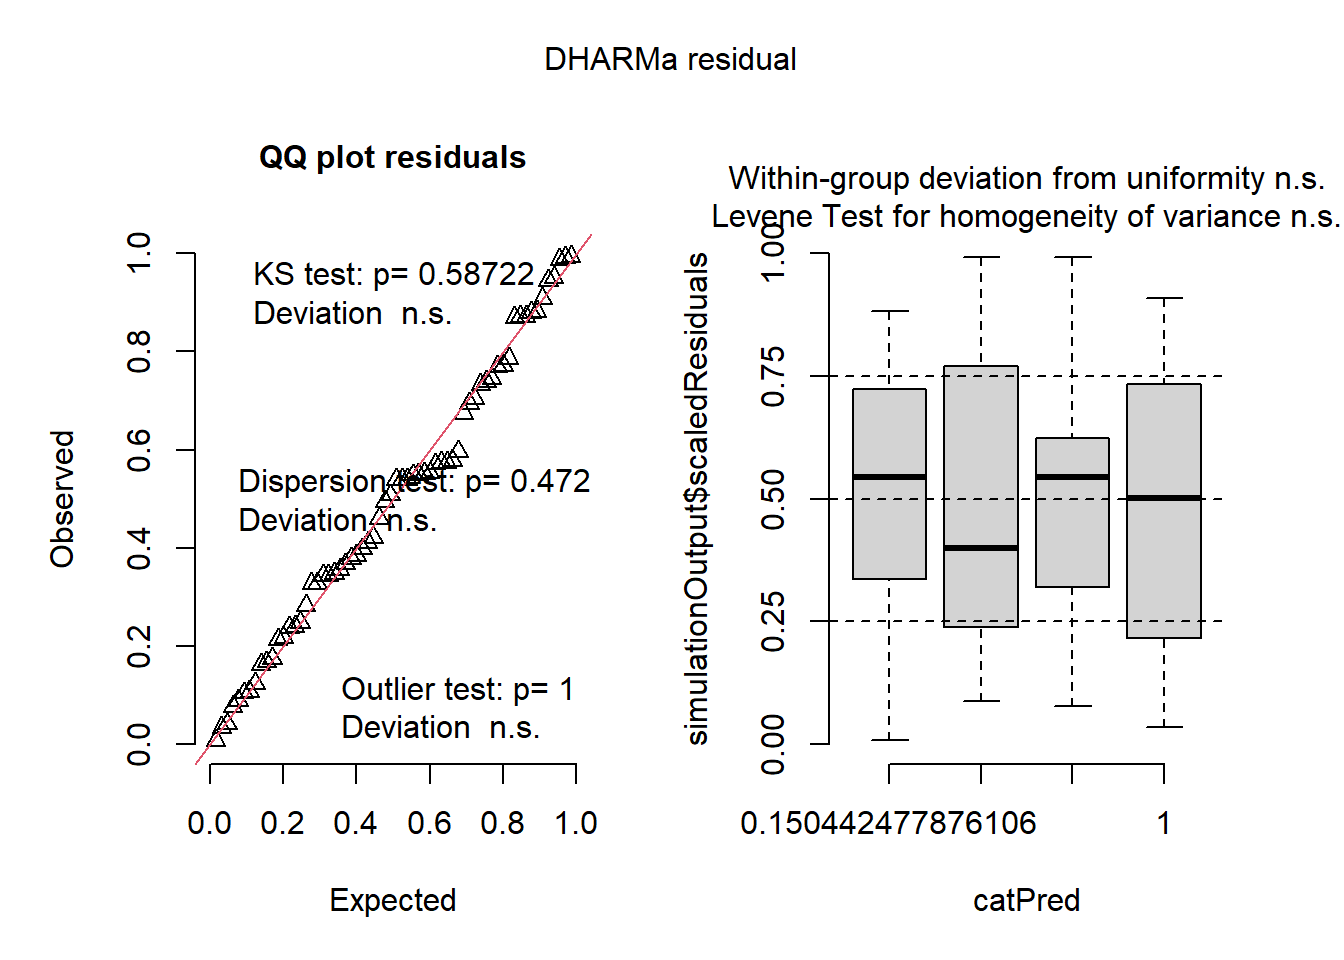 DHARMa residual
QQ plot residuals
KS test: p= 0.58722
Deviation  n.s.
Dispersion test: p= 0.472
Deviation  n.s.
Outlier test: p= 1
Deviation  n.s.
Observed
0.0 0.2 0.4 0.6 0.8 1.0
0.0 0.2 0.4 0.6 0.8 1.0
Expected
Within-group deviation from uniformity n.s.
Levene Test for homogeneity of variance n.s.
simulationOutput$scaledResiduals
0.00 0.25 0.50 0.75 1.00
0.150442477876106 1
catPred